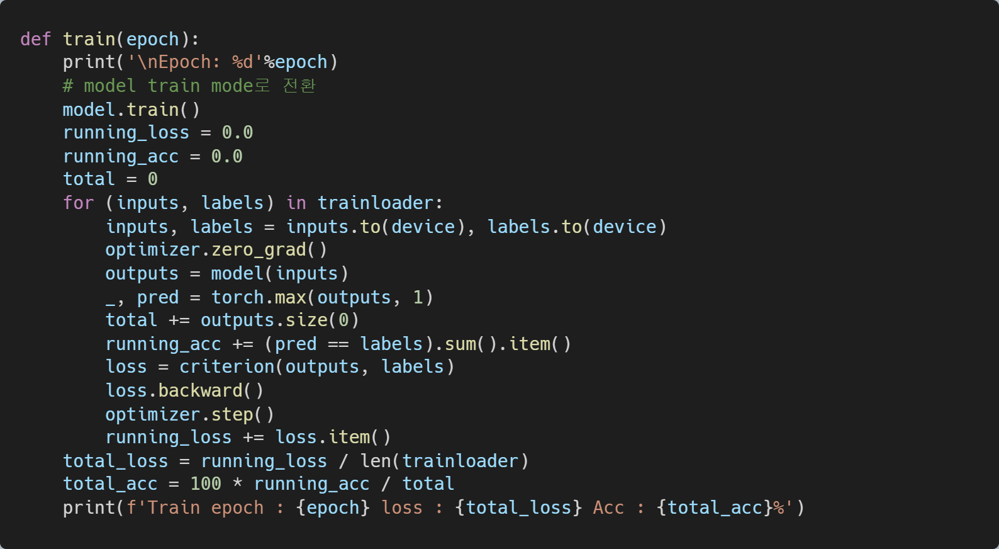 def train(epoch):
    print('\nEpoch: %d'%epoch)
    # model train mode로 전환
    model.train()
    running_loss = 0.0
    running_acc = 0.0
    total = 0
    for (inputs, labels) in trainloader:
        inputs, labels = inputs.to(device), labels.to(device)
        optimizer.zero_grad()
        outputs = model(inputs)
        _, pred = torch.max(outputs, 1)
        total += outputs.size(0)
        running_acc += (pred == labels).sum().item()
        loss = criterion(outputs, labels)
        loss.backward()
        optimizer.step()
        running_loss += loss.item()
    total_loss = running_loss / len(trainloader)
    total_acc = 100 * running_acc / total
    print(f'Train epoch : {epoch} loss : {total_loss} Acc : {total_acc}%')